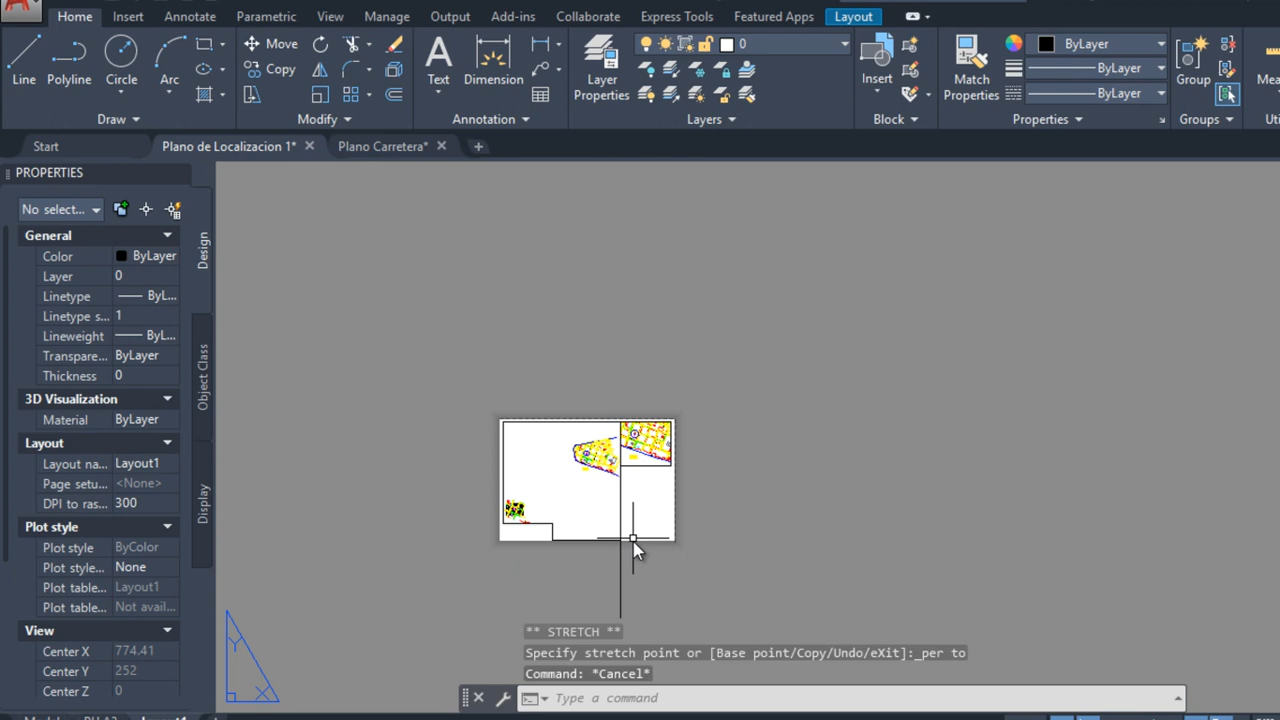 Home Insert Annotate Parametric View Manage Output Add-ins Collaborate Express Tools Featured Apps Layout
Line Polyline Circle Arc
Move
Copy
Text Dimension
Layer Properties
0
Insert
Match Properties
ByLayer
ByLayer
ByLayer
Group
Draw Modify Annotation Layers Block Properties Groups
Start Plano de Localizacion 1* Plano Carretera*
PROPERTIES
No select...
General
Color ByLayer
Layer 0
Linetype ByL...
Linetype s... 1
Lineweight ByL...
Transpare... ByLayer
Thickness 0
3D Visualization
Material ByLayer
Layout
Layout na... Layout1
Page setu... <None>
DPI to ras... 300
Plot style
Plot style ByColor
Plot style... None
Plot table... Layout1
Plot table... Not avail...
View
Center X 774.41
Center Y 252
Center Z 0
Design
Object Class
Display
Y
X
** STRETCH **
Specify stretch point or [Base point/Copy/Undo/eXit]:_per to
Command: *Cancel*
Type a command